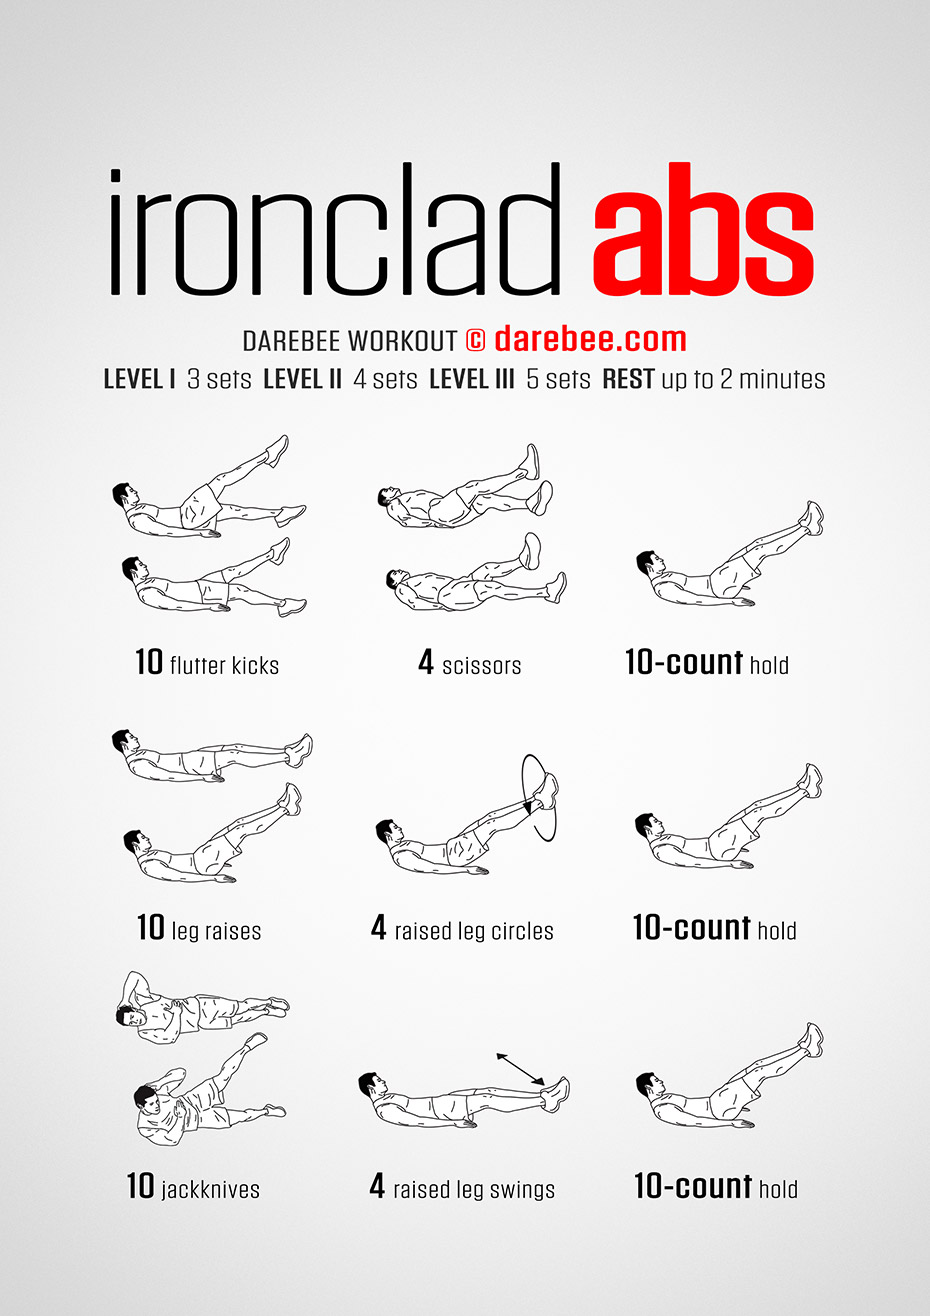 ironclad abs
DAREBEE WORKOUT © darebee.com
LEVEL I 3 sets LEVEL II 4 sets LEVEL III 5 sets REST up to 2 minutes
10 flutter kicks
4 scissors
10-count hold
10 leg raises
4 raised leg circles
10-count hold
10 jackknives
4 raised leg swings
10-count hold